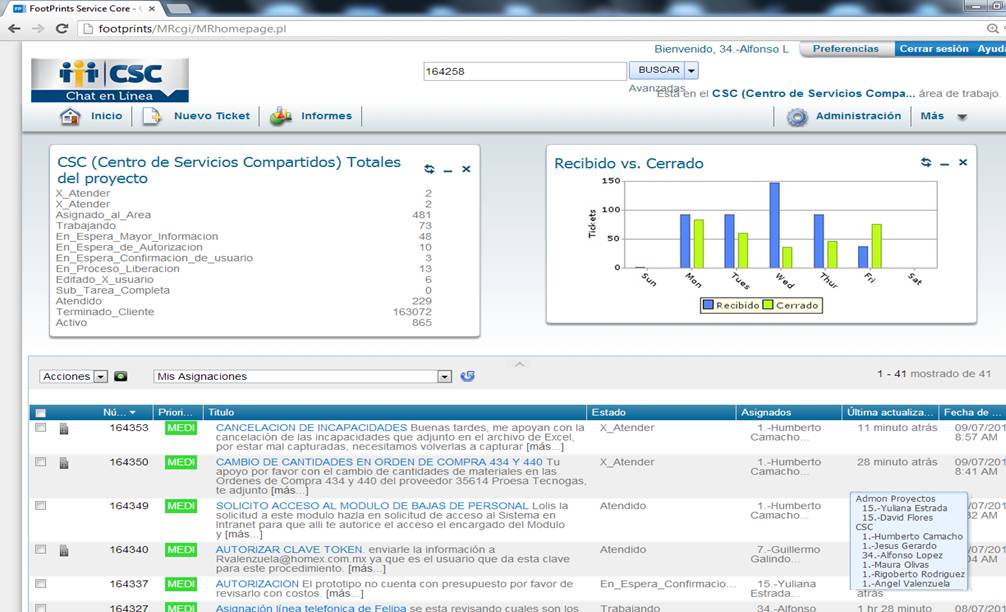 FootPrints Service Core -
footprints/MRcgi/MRhomepage.pl
Bienvenido, 34.-Alfonso L
Preferencias
Cerrar sesión
Ayuda
CSC
Chat en Línea
164258
BUSCAR
Avanzadas
Está en el CSC (Centro de Servicios Compa... área de trabajo.
Inicio
Nuevo Ticket
Informes
Administración
Más
CSC (Centro de Servicios Compartidos) Totales
del proyecto
X_Atender 2
X_Atender 2
Asignado_al_Area 481
Trabajando 73
En_Espera_Mayor_Informacion 48
En_Espera_de_Autorizacion 10
En_Espera_Confirmacion_de_usuario 3
En_Proceso_Liberacion 13
Editado_X_usuario 6
Sub_Tarea_Completa 0
Atendido 229
Terminado_Cliente 163072
Activo 865
Recibido vs. Cerrado
150
100
50
0
Tickets
Sun Mon Tues Wed Thur Fri Sat
Recibido Cerrado
Acciones
Mis Asignaciones
1 - 41 mostrado de 41
Nú... Priori... Titulo Estado Asignados Última actualiza... Fecha de ...
164353 MEDI CANCELACION DE INCAPACIDADES Buenas tardes, me apoyan con la X_Atender 1.-Humberto 11 minuto atrás 09/07/201
cancelación de las incapacidades que adjunto en el archivo de Excel, Camacho... 8:57 AM
por estar mal capturadas, necesitamos volverlas a capturar [más...]
164350 MEDI CAMBIO DE CANTIDADES EN ORDEN DE COMPRA 434 Y 440 Tu X_Atender 1.-Humberto 28 minuto atrás 09/07/201
apoyo por favor con el cambio de cantidades de materiales en las Camacho... 8:41 AM
Ordenes de Compra 434 y 440 del proveedor 35614 Proesa Tecnogas,
te adjunto [más...]
164349 MEDI SOLICITO ACCESO AL MODULO DE BAJAS DE PERSONAL Lolis la Atendido 1.-Humberto
solicitud a este modulo hazla en solicitud de acceso al Sistema en Camacho...
Intranet para que alli te autorice el acceso el encargado del Modulo
y [más...]
164340 MEDI AUTORIZAR CLAVE TOKEN. enviarle la información a Atendido 7.-Guillermo
Rvalenzuela@homex.com.mx ya que es el usuario que da esta clave Galindo...
para este procedimiento. [más...]
164337 MEDI AUTORIZACION El prototipo no cuenta con presupuesto por favor de En_Espera_Confirmacio... 15.-Yuliana
revisarlo con costos. [más...] Estrada...
164327 MEDI Asignación línea telefonica de Felipa se esta revisando cuales son los Trabajando 34.-Alfonso 1 hr 28 minuto 09/07/201
Admon Proyectos
15.-Yuliana Estrada
15.-David Flores
CSC
1.-Humberto Camacho
1.-Jesus Gerardo
34.-Alfonso Lopez
1.-Maura Olivas
1.-Rigoberto Rodriguez
1.-Angel Valenzuela